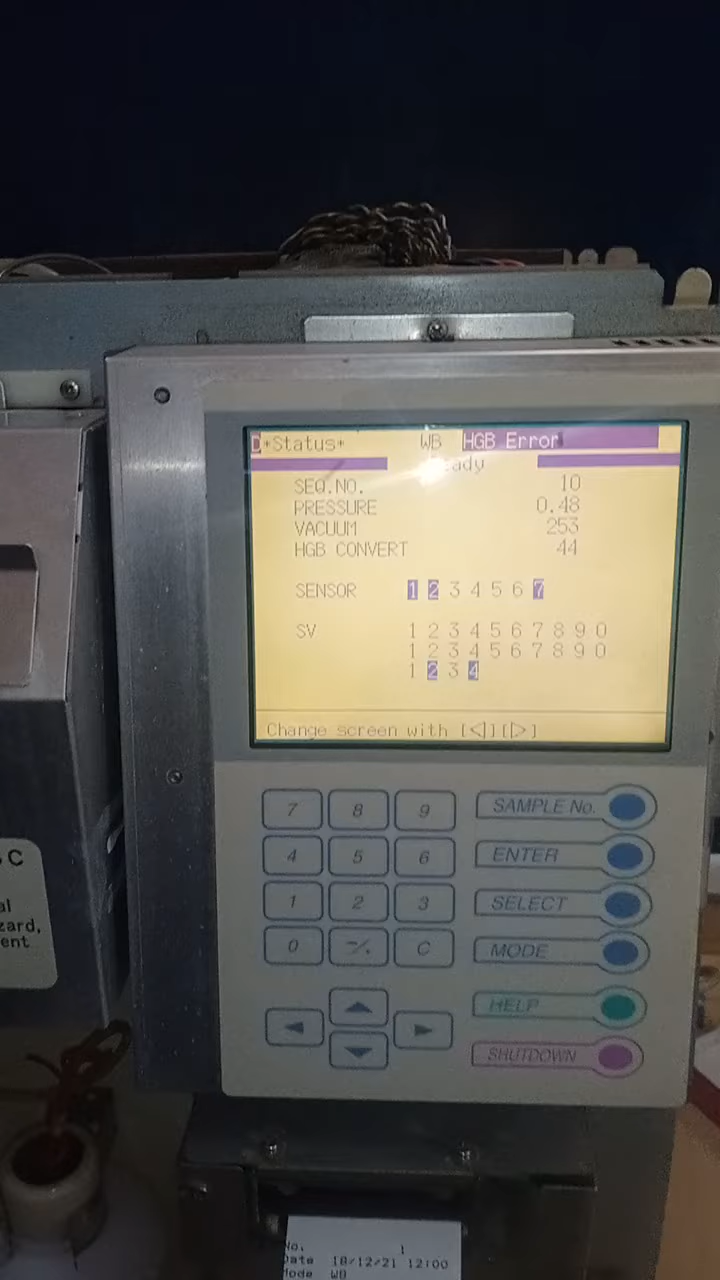 D *Status* WB HGB Error
SEQ.NO. 10
PRESSURE 0.48
VACUUM 253
HGB CONVERT 44
SENSOR 1 2 3 4 5 6 7
SV 1 2 3 4 5 6 7 8 9 0
1 2 3 4 5 6 7 8 9 0
1 2 3 4
Change screen with [◁][▷]
7 8 9 SAMPLE No.
4 5 6 ENTER
1 2 3 SELECT
0 -/. C MODE
HELP
SHUTDOWN
C
No. 1
Date 18/12/21 12:00
Mode WB